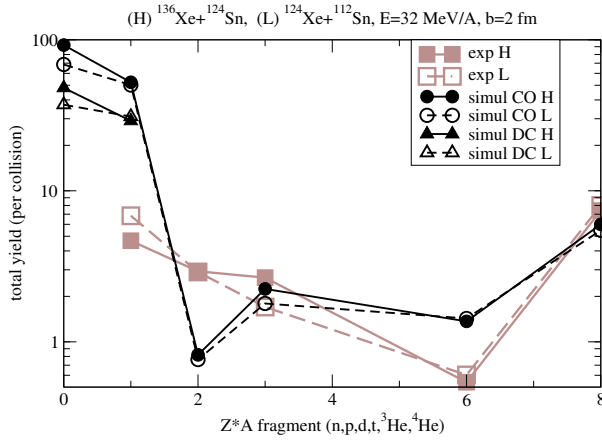 (H) ¹³⁶Xe+ ¹²⁴Sn, (L) ¹²⁴Xe+¹¹²Sn, E=32 MeV/A, b=2 fm
100
10
1
total yield (per collision)
exp H
exp L
simul CO H
simul CO L
simul DC H
simul DC L
0 2 4 6 8
Z*A fragment (n,p,d,t,³He,⁴He)